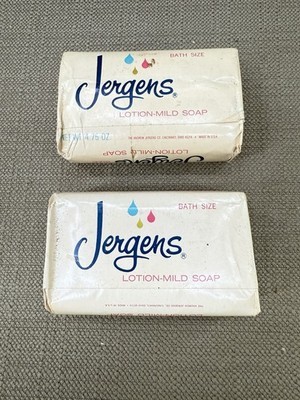 BATH SIZE
Jergens®
LOTION-MILD SOAP
NET WT. 4.75 OZ.
LOTION-MILD SOAP
Jergens
BATH SIZE
Jergens®
LOTION-MILD SOAP